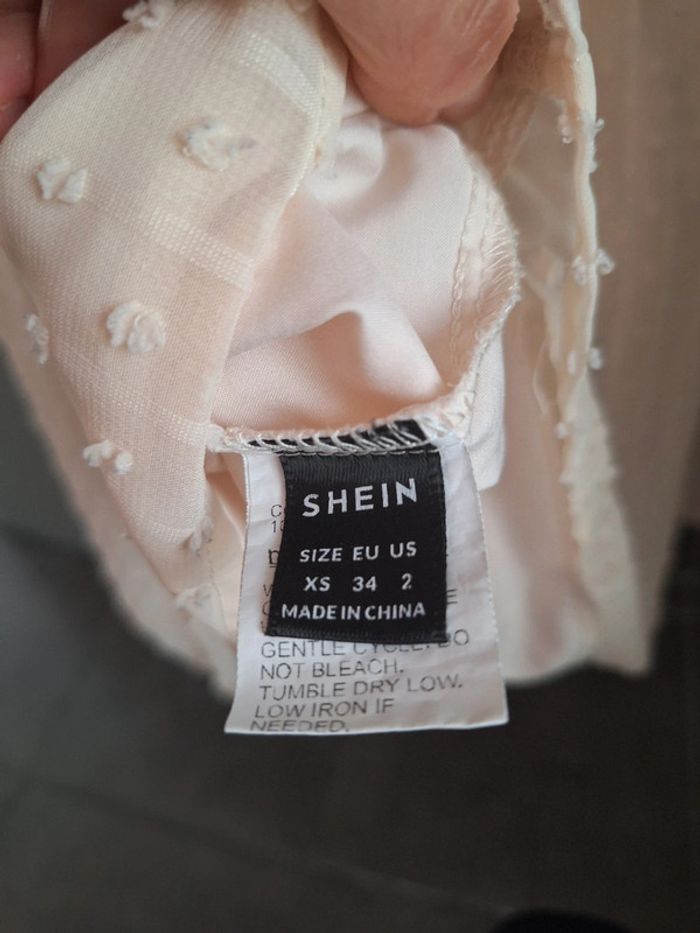 SHEIN
SIZE EU US
XS 34 2
MADE IN CHINA
GENTLE CYCLE. DO
NOT BLEACH.
TUMBLE DRY LOW.
LOW IRON IF
NEEDED.